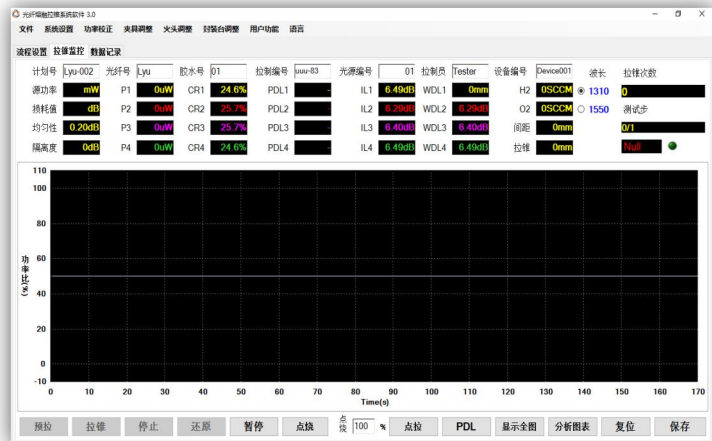 光纤熔融拉锥系统软件 3.0
文件 系统设置 功率校正 夹具调整 火头调整 封装台调整 用户功能 语言
流程设置 拉锥监控 数据记录
计划号 Lyu-002 光纤号 Lyu 胶水号 01 拉制编号 uuu-83 光源编号 01 拉制员 Tester 设备编号 Device001 波长 拉锥次数
源功率 mW P1 0uW CR1 24.6% PDL1 - IL1 6.49dB WDL1 0mm H2 0SCCM 1310 0
损耗值 dB P2 0uW CR2 25.7% PDL2 - IL2 6.29dB WDL2 6.29dB O2 0SCCM 1550 测试步
均匀性 0.20dB P3 0uW CR3 25.7% PDL3 - IL3 6.40dB WDL3 6.40dB 间距 0mm 0/1
隔离度 0dB P4 0uW CR4 24.6% PDL4 - IL4 6.49dB WDL4 6.49dB 拉锥 0mm Null
110
100
80
60
40
20
0
-10
功率比(%)
0 10 20 30 40 50 60 70 80 90 100 110 120 130 140 150 160 170
Time(s)
预拉 拉锥 停止 还原 暂停 点烧 点烧 100 % 点拉 PDL 显示全图 分析图表 复位 保存